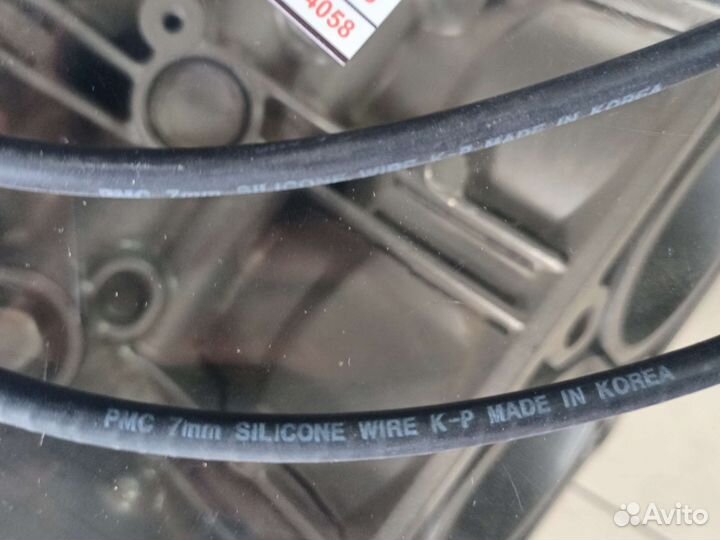 4058
PMC 7mm SILICONE WIRE K-P MADE IN KOREA
PMC 7mm SILICONE WIRE K-P MADE IN KOREA
Avito